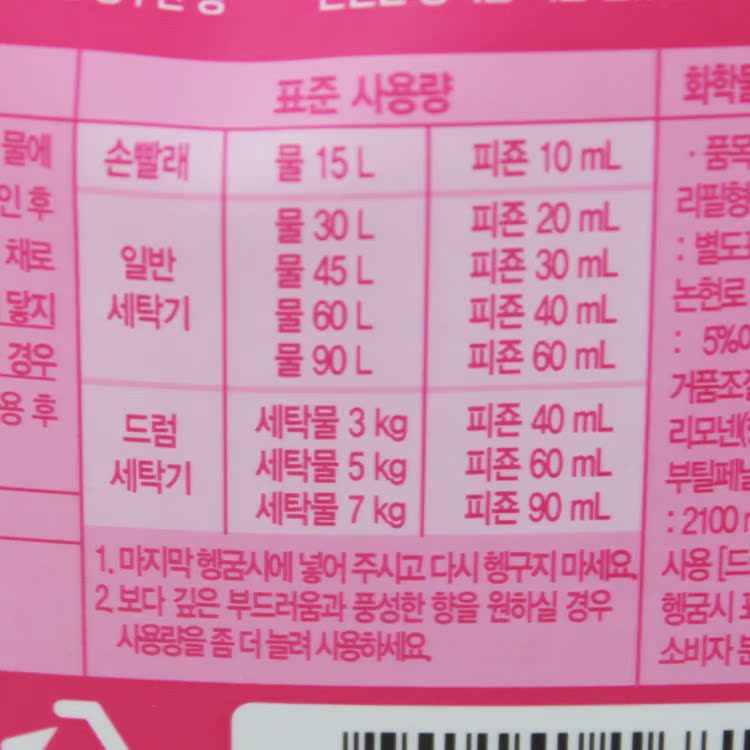 표준 사용량
손빨래 물 15 L 피죤 10 mL
일반 세탁기
물 30 L 피죤 20 mL
물 45 L 피죤 30 mL
물 60 L 피죤 40 mL
물 90 L 피죤 60 mL
드럼 세탁기
세탁물 3 kg 피죤 40 mL
세탁물 5 kg 피죤 60 mL
세탁물 7 kg 피죤 90 mL
1. 마지막 헹굼시에 넣어 주시고 다시 헹구지 마세요.
2. 보다 깊은 부드러움과 풍성한 향을 원하실 경우
사용량을 좀 더 늘려 사용하세요.
물에
인 후
채로
닿지
경우
용 후
화학물
· 품목
리필형
: 별도
논현로
: 5%
거품조
리모넨
부틸페
: 2100
사용 [드
헹굼시
소비자